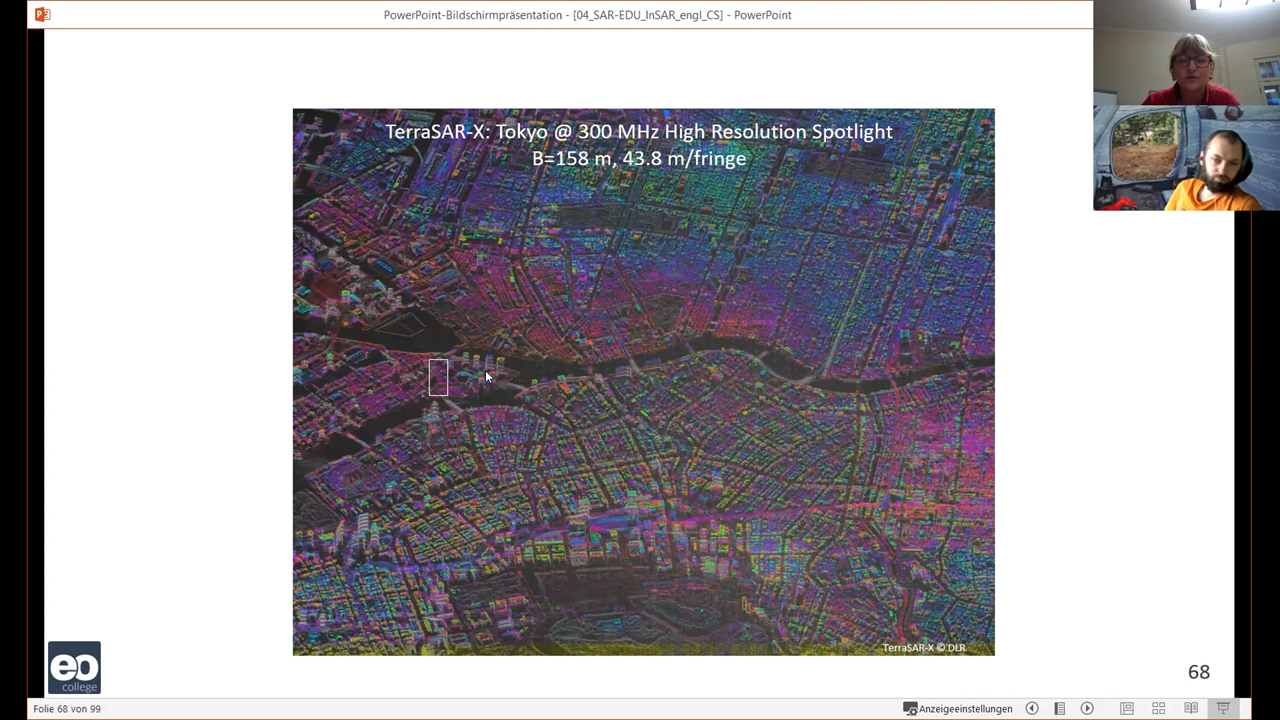 PowerPoint-Bildschirmpräsentation - [04_SAR-EDU_InSAR_engl_CS] - PowerPoint
TerraSAR-X: Tokyo @ 300 MHz High Resolution Spotlight
B=158 m, 43.8 m/fringe
TerraSAR-X © DLR
eo
college
68
Folie 68 von 99
Anzeigeeinstellungen